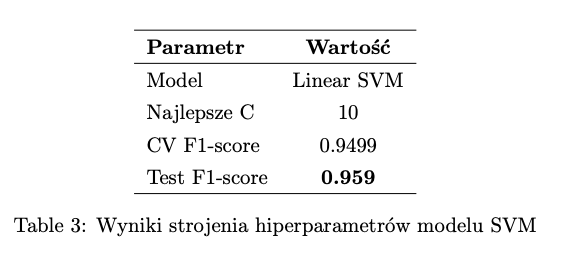 Parametr Wartość
Model Linear SVM
Najlepsze C 10
CV F1-score 0.9499
Test F1-score 0.959
Table 3: Wyniki strojenia hiperparametrów modelu SVM